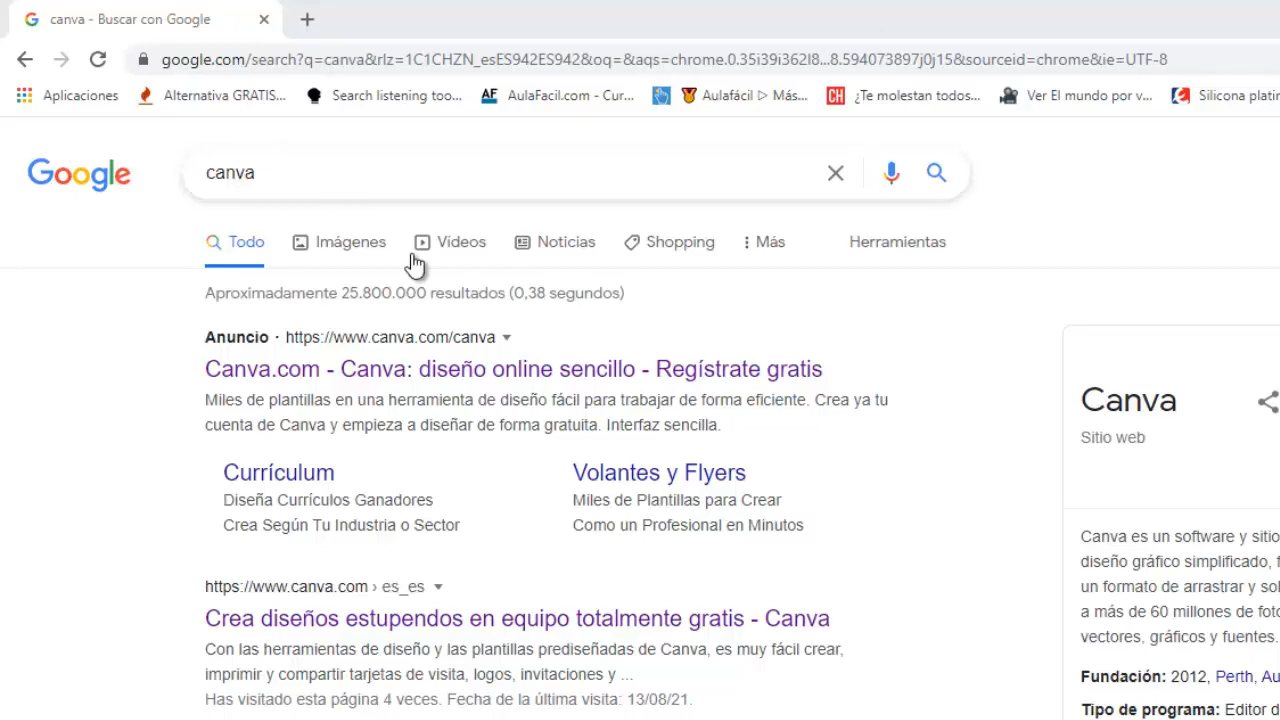 canva - Buscar con Google
google.com/search?q=canva&rlz=1C1CHZN_esES942ES942&oq=&aqs=chrome.0.35i39i362l8...8.594073897j0j15&sourceid=chrome&ie=UTF-8
Aplicaciones Alternativa GRATIS... Search listening too... AF AulaFacil.com - Cur... Aulafácil ▷ Más... CH ¿Te molestan todos... Ver El mundo por v... Silicona platin
Google canva
Todo Imágenes Vídeos Noticias Shopping Más Herramientas
Aproximadamente 25.800.000 resultados (0,38 segundos)
Anuncio · https://www.canva.com/canva
Canva.com - Canva: diseño online sencillo - Regístrate gratis
Miles de plantillas en una herramienta de diseño fácil para trabajar de forma eficiente. Crea ya tu
cuenta de Canva y empieza a diseñar de forma gratuita. Interfaz sencilla.
Currículum
Diseña Currículos Ganadores
Crea Según Tu Industria o Sector
Volantes y Flyers
Miles de Plantillas para Crear
Como un Profesional en Minutos
https://www.canva.com › es_es
Crea diseños estupendos en equipo totalmente gratis - Canva
Con las herramientas de diseño y las plantillas prediseñadas de Canva, es muy fácil crear,
imprimir y compartir tarjetas de visita, logos, invitaciones y ...
Has visitado esta página 4 veces. Fecha de la última visita: 13/08/21.
Canva
Sitio web
Canva es un software y sitio
diseño gráfico simplificado, f
un formato de arrastrar y sol
a más de 60 millones de foto
vectores, gráficos y fuentes.
Fundación: 2012, Perth, Au
Tipo de programa: Editor d